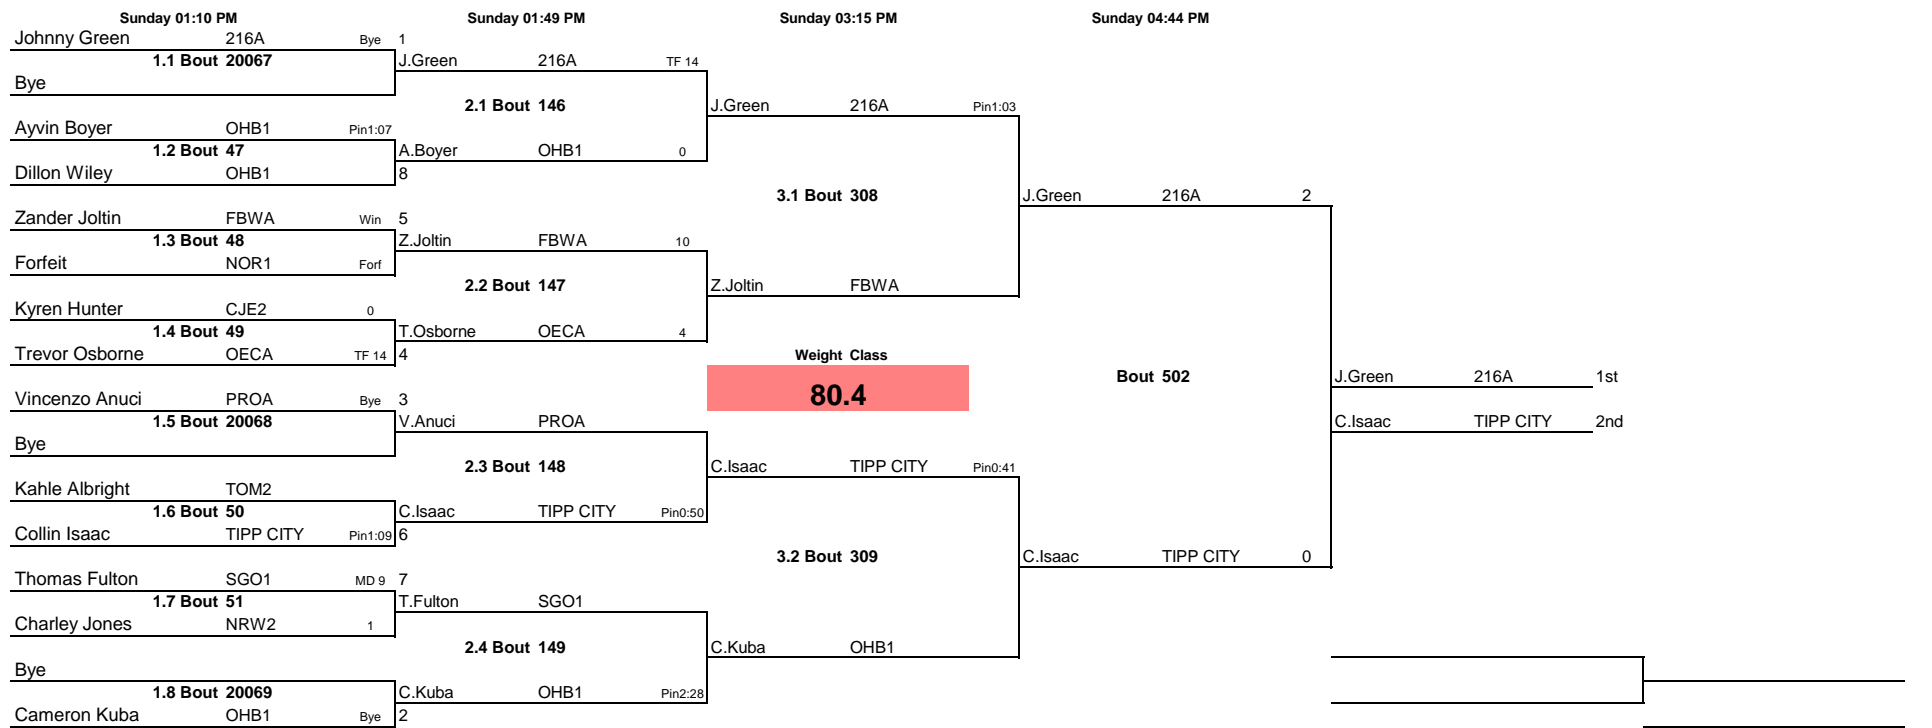 Sunday 01:10 PM Sunday 01:49 PM Sunday 03:15 PM Sunday 04:44 PM
Johnny Green 216A Bye 1
1.1 Bout 20067 J.Green 216A TF 14
Bye
2.1 Bout 146 J.Green 216A Pin1:03
Ayvin Boyer OHB1 Pin1:07
1.2 Bout 47 A.Boyer OHB1 0
Dillon Wiley OHB1 8
3.1 Bout 308 J.Green 216A 2
Zander Joltin FBWA Win 5
1.3 Bout 48 Z.Joltin FBWA 10
Forfeit NOR1 Forf
2.2 Bout 147 Z.Joltin FBWA
Kyren Hunter CJE2 0
1.4 Bout 49 T.Osborne OECA 4
Trevor Osborne OECA TF 14 4 Weight Class
Bout 502 J.Green 216A 1st
80.4
Vincenzo Anuci PROA Bye 3
1.5 Bout 20068 V.Anuci PROA C.Isaac TIPP CITY 2nd
Bye
2.3 Bout 148 C.Isaac TIPP CITY Pin0:41
Kahle Albright TOM2
1.6 Bout 50 C.Isaac TIPP CITY Pin0:50
Collin Isaac TIPP CITY Pin1:09 6
3.2 Bout 309 C.Isaac TIPP CITY 0
Thomas Fulton SGO1 MD 9 7
1.7 Bout 51 T.Fulton SGO1
Charley Jones NRW2 1
2.4 Bout 149 C.Kuba OHB1
Bye
1.8 Bout 20069 C.Kuba OHB1 Pin2:28
Cameron Kuba OHB1 Bye 2